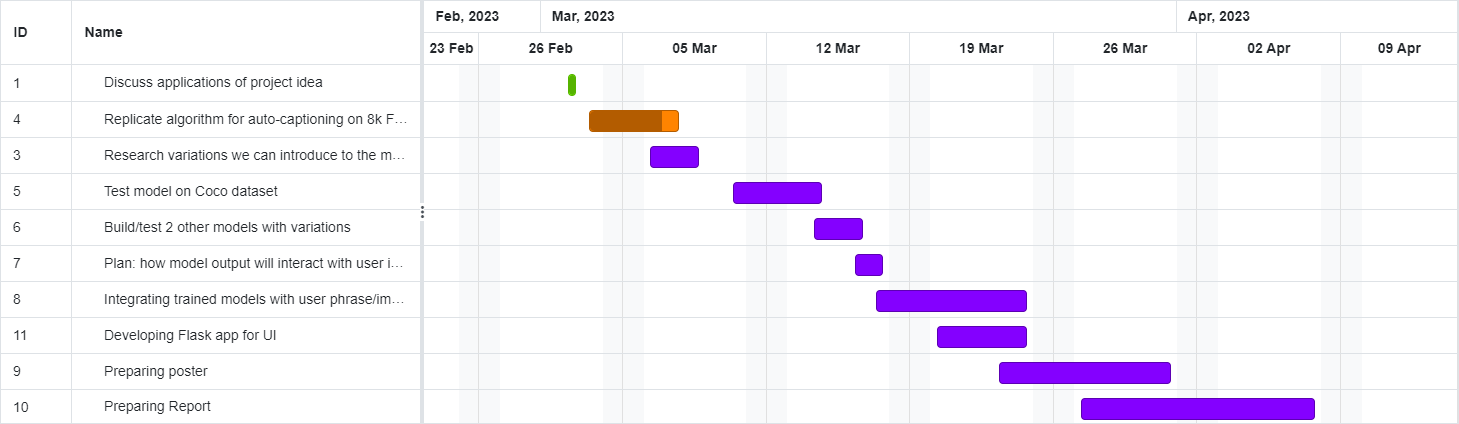 ID Name Feb, 2023 Mar, 2023 Apr, 2023
23 Feb 26 Feb 05 Mar 12 Mar 19 Mar 26 Mar 02 Apr 09 Apr
1 Discuss applications of project idea
4 Replicate algorithm for auto-captioning on 8k F...
3 Research variations we can introduce to the m...
5 Test model on Coco dataset
6 Build/test 2 other models with variations
7 Plan: how model output will interact with user i...
8 Integrating trained models with user phrase/im...
11 Developing Flask app for UI
9 Preparing poster
10 Preparing Report